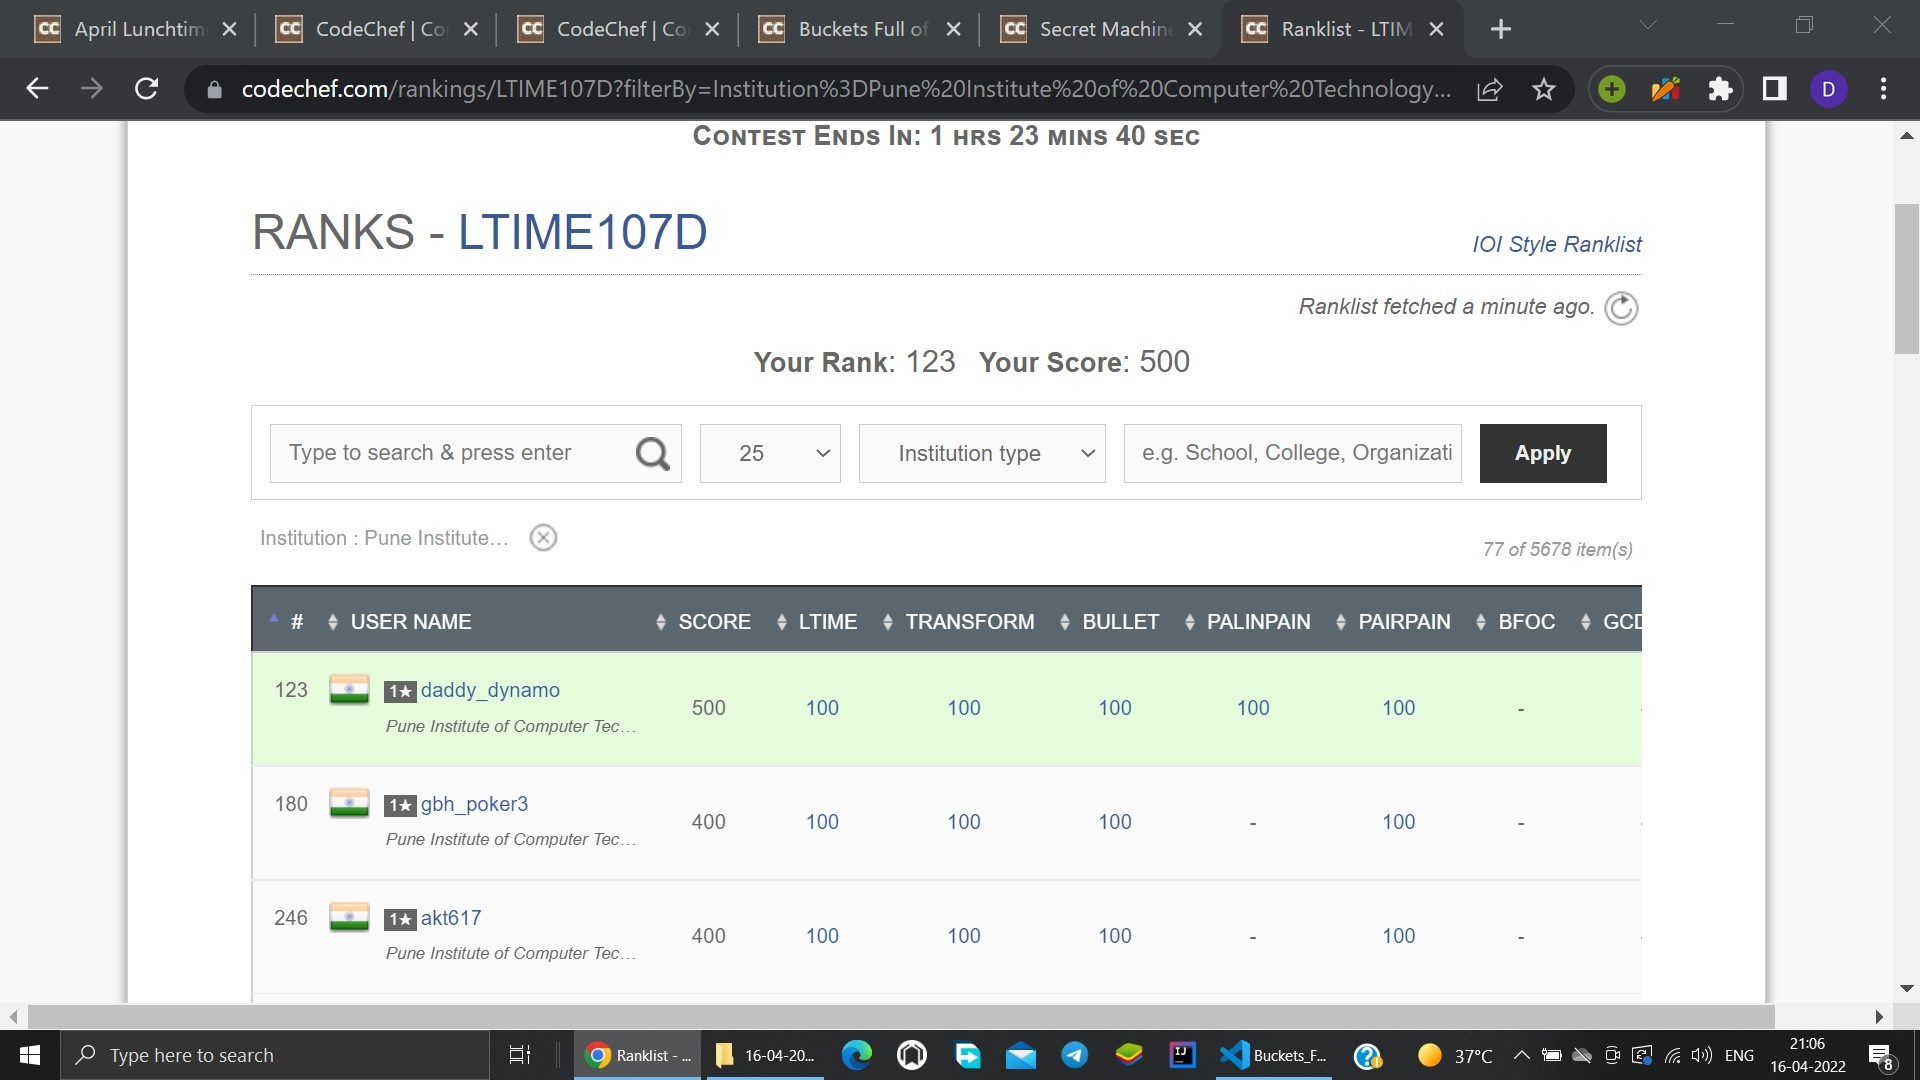 April Lunchtim
CodeChef | Co
CodeChef | Co
Buckets Full of
Secret Machine
Ranklist - LTIM
codechef.com/rankings/LTIME107D?filterBy=Institution%3DPune%20Institute%20of%20Computer%20Technology...
D
CONTEST ENDS IN: 1 HRS 23 MINS 40 SEC
RANKS - LTIME107D
IOI Style Ranklist
Ranklist fetched a minute ago.
Your Rank: 123 Your Score: 500
Type to search & press enter
25
Institution type
e.g. School, College, Organizati
Apply
Institution : Pune Institute...
77 of 5678 item(s)
# USER NAME SCORE LTIME TRANSFORM BULLET PALINPAIN PAIRPAIN BFOC GCD
123 1★ daddy_dynamo 500 100 100 100 100 100 -
Pune Institute of Computer Tec...
180 1★ gbh_poker3 400 100 100 100 - 100 -
Pune Institute of Computer Tec...
246 1★ akt617 400 100 100 100 - 100 -
Pune Institute of Computer Tec...
Type here to search
Ranklist - ...
16-04-20...
IJ
Buckets_F...
37°C
ENG
21:06
16-04-2022
8